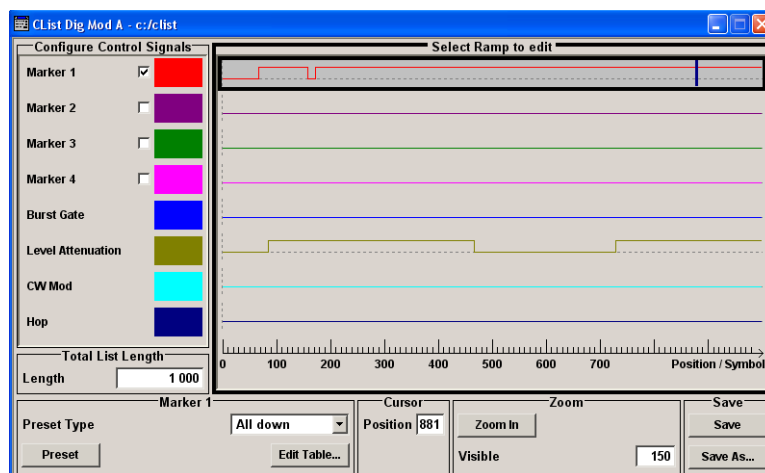 CList Dig Mod A - c:/clist
Configure Control Signals
Select Ramp to edit
Marker 1
Marker 2
Marker 3
Marker 4
Burst Gate
Level Attenuation
CW Mod
Hop
0 100 200 300 400 500 600 700 Position / Symbol
Total List Length
Length 1 000
Marker 1
Preset Type All down
Preset Edit Table...
Cursor
Position 881
Zoom
Zoom In
Visible 150
Save
Save
Save As...